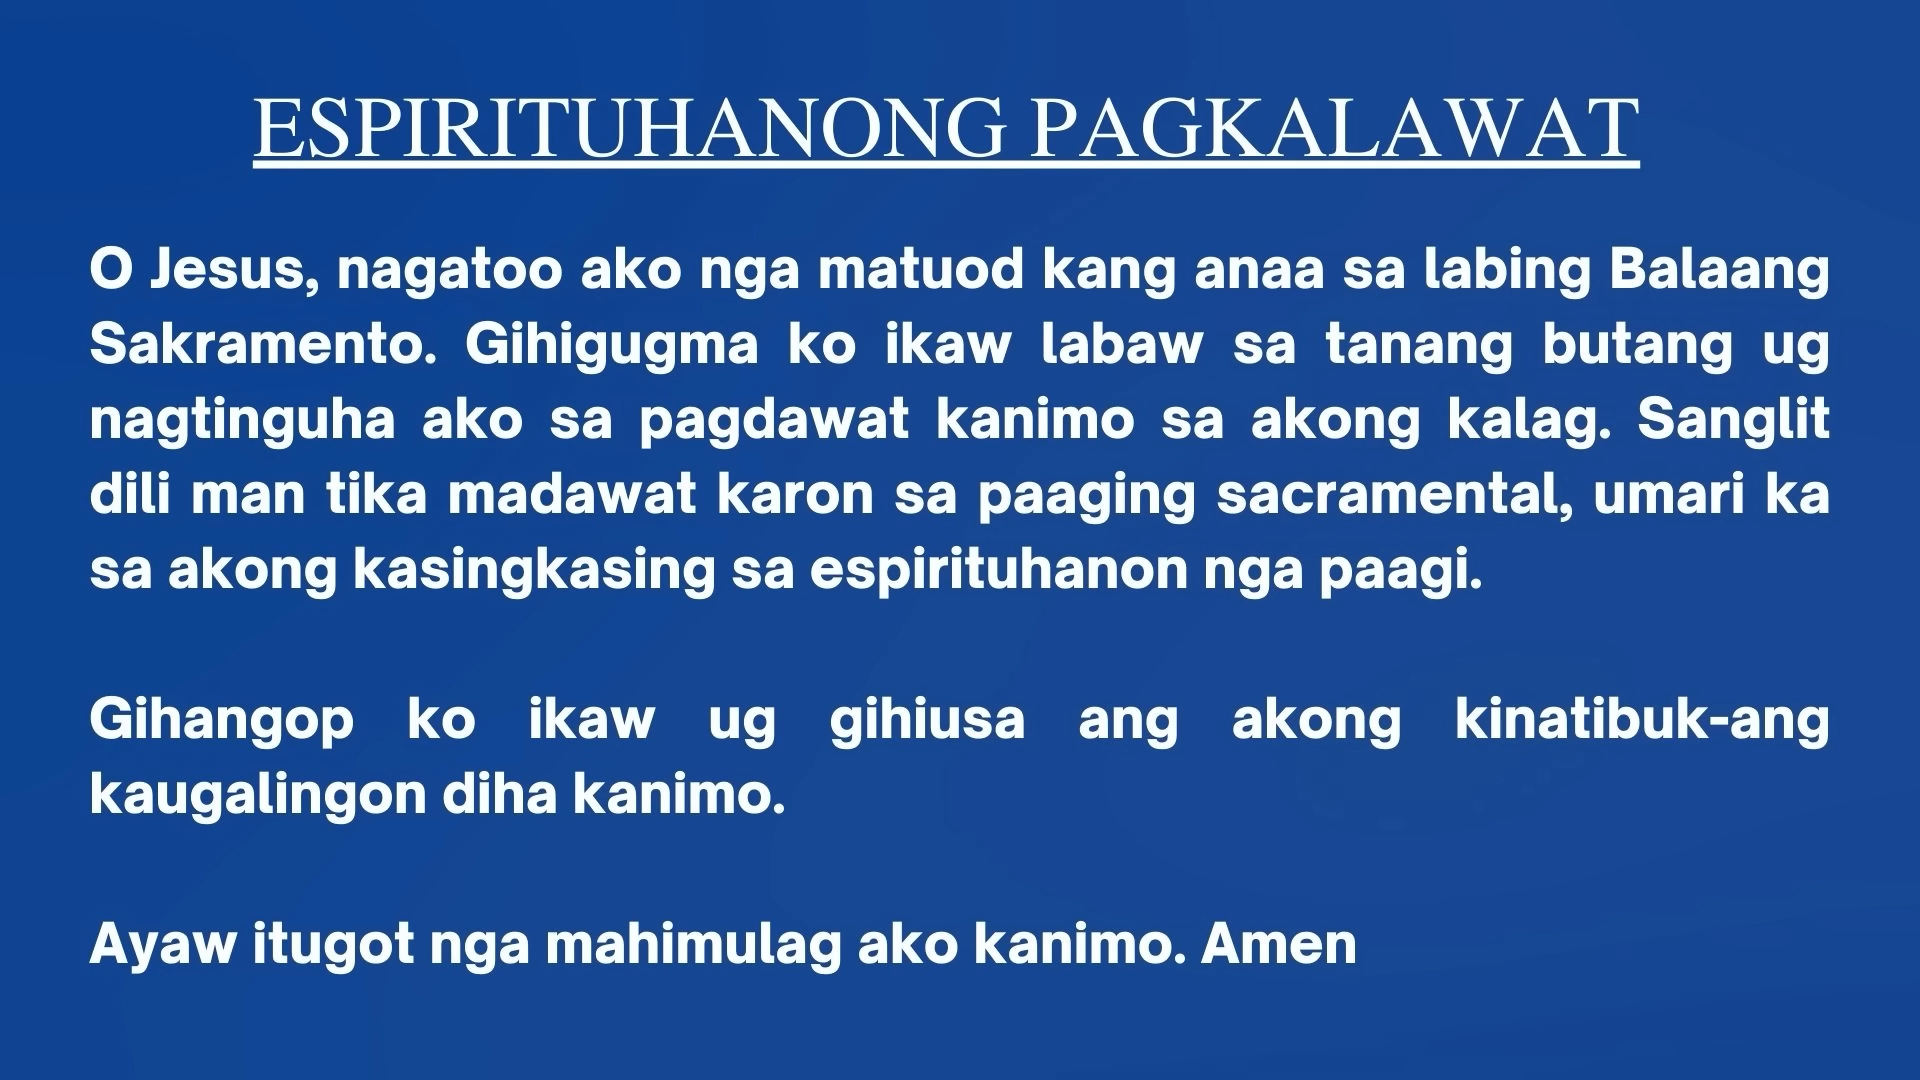 ESPIRITUHANONG PAGKALAWAT
O Jesus, nagatoo ako nga matuod kang anaa sa labing Balaang
Sakramento. Gihigugma ko ikaw labaw sa tanang butang ug
nagtinguha ako sa pagdawat kanimo sa akong kalag. Sanglit
dili man tika madawat karon sa paaging sacramental, umari ka
sa akong kasingkasing sa espirituhanon nga paagi.
Gihangop ko ikaw ug gihiusa ang akong kinatibuk-ang
kaugalingon diha kanimo.
Ayaw itugot nga mahimulag ako kanimo. Amen